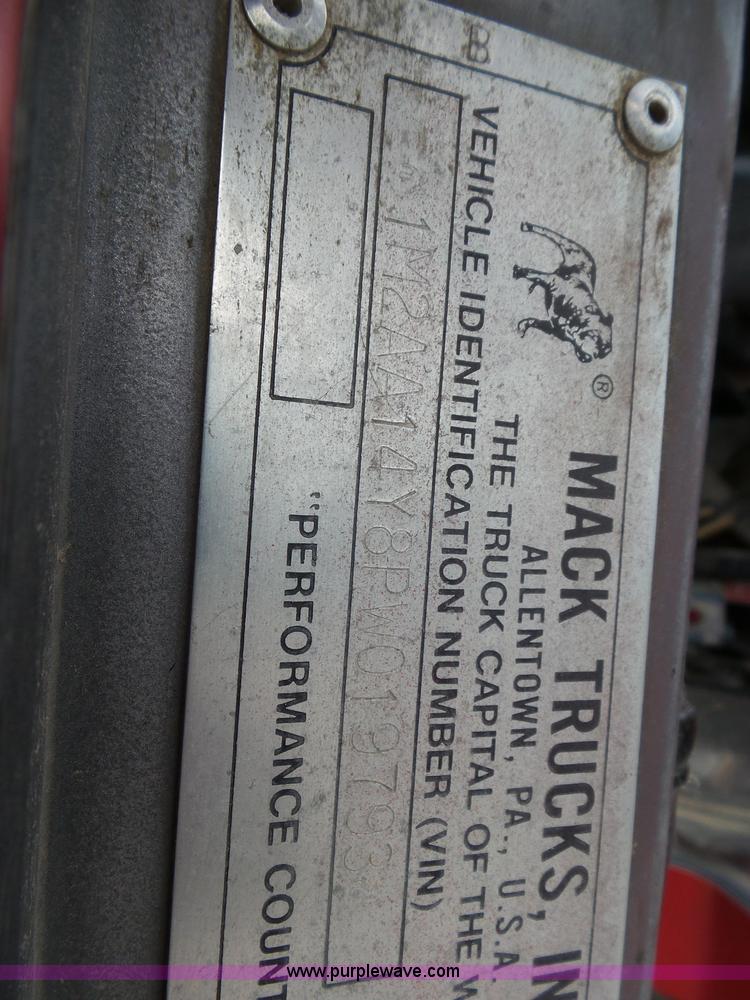 ®
MACK TRUCKS, IN
ALLENTOWN, PA., U.S.A.
THE TRUCK CAPITAL OF THE W
VEHICLE IDENTIFICATION NUMBER (VIN)
1M2AA14Y8PW019793
"PERFORMANCE COUNT
www.purplewave.com